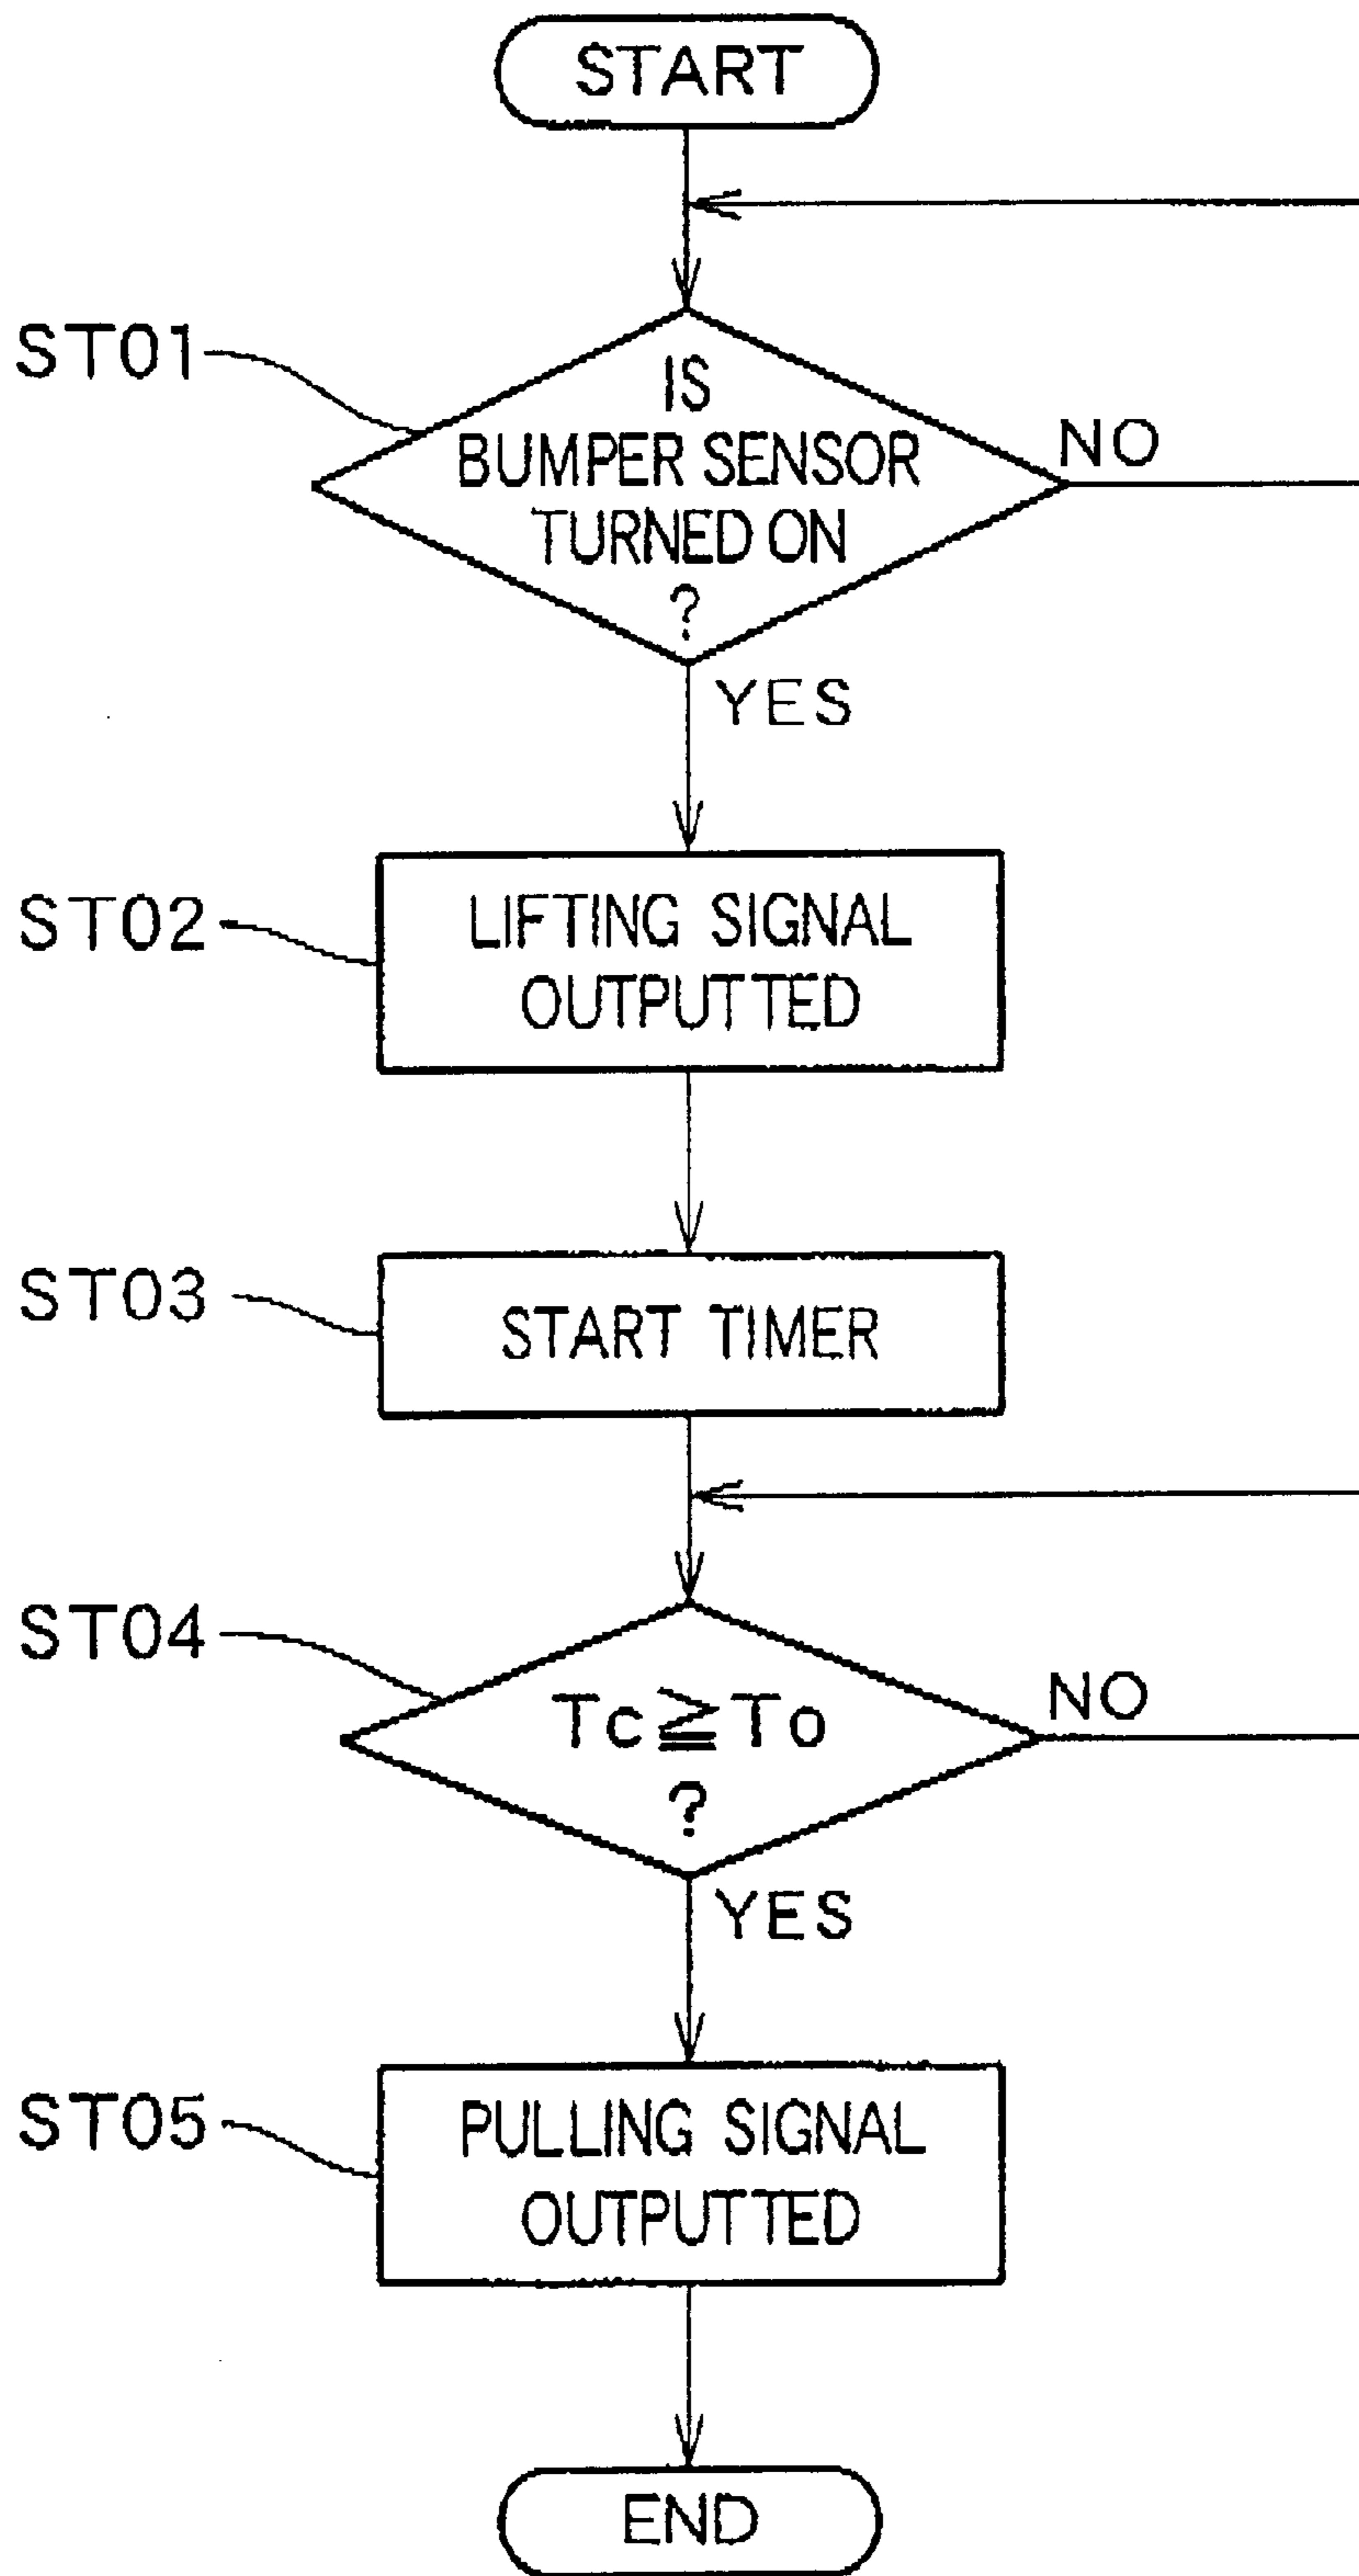 START
ST01
IS
BUMPER SENSOR
TURNED ON
?
NO
YES
ST02
LIFTING SIGNAL
OUTPUTTED
ST03
START TIMER
ST04
Tc≧To
?
NO
YES
ST05
PULLING SIGNAL
OUTPUTTED
END